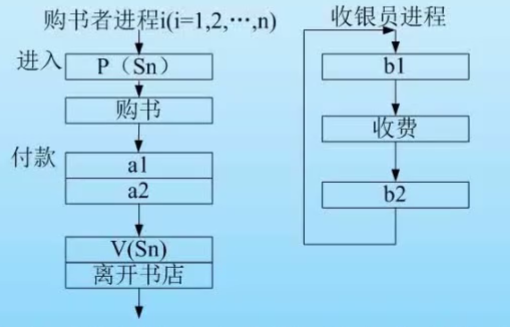 购书者进程i(i=1,2,…,n)
进入
P（Sn）
购书
付款
a1
a2
V(Sn)
离开书店
收银员进程
b1
收费
b2